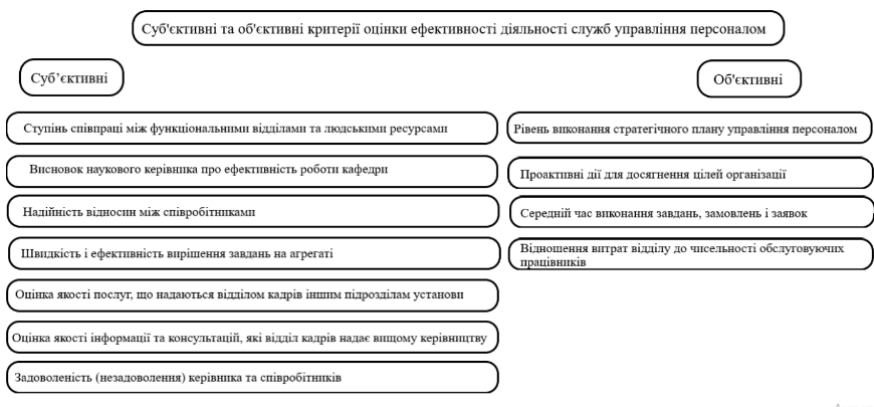 Суб'єктивні та об'єктивні критерії оцінки ефективності діяльності служб управління персоналом
Суб’єктивні
Об'єктивні
Ступінь співпраці між функціональними відділами та людськими ресурсами
Висновок наукового керівника про ефективність роботи кафедри
Надійність відносин між співробітниками
Швидкість і ефективність вирішення завдань на агрегаті
Оцінка якості послуг, що надаються відділом кадрів іншим підрозділам установи
Оцінка якості інформації та консультацій, які відділ кадрів надає вищому керівництву
Задоволеність (незадоволення) керівника та співробітників
Рівень виконання стратегічного плану управління персоналом
Проактивні дії для досягнення цілей організації
Середній час виконання завдань, замовлень і заявок
Відношення витрат відділу до чисельності обслуговуючих
працівників